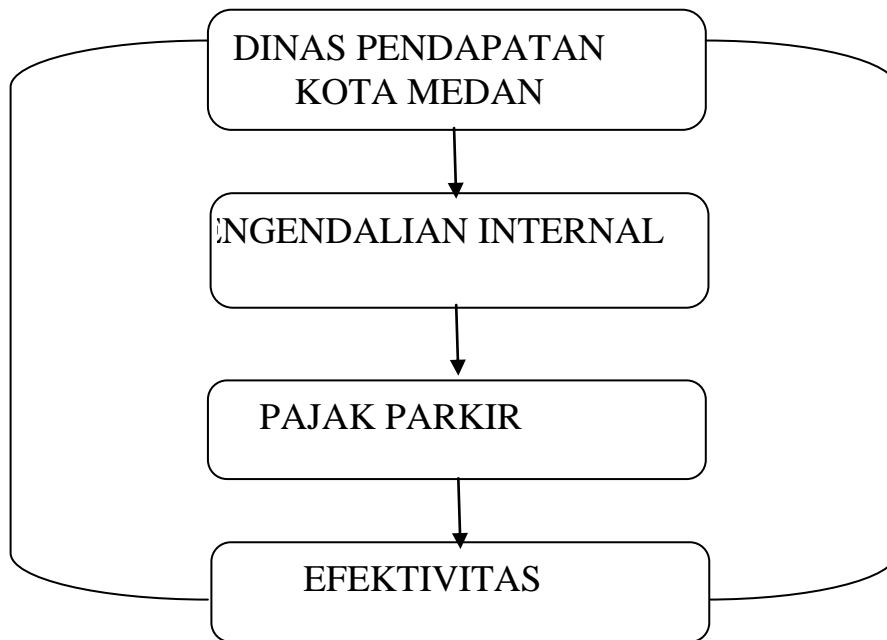 DINAS PENDAPATAN
KOTA MEDAN
ENGENDALIAN INTERNAL
PAJAK PARKIR
EFEKTIVITAS